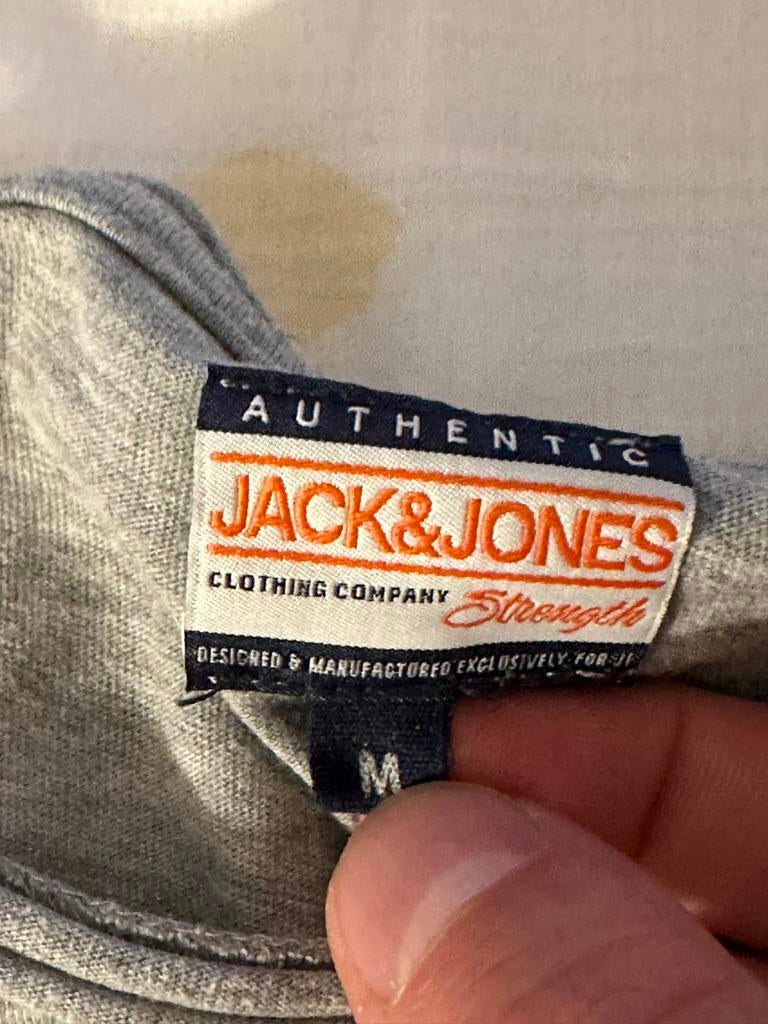 AUTHENTIC
JACK&JONES
CLOTHING COMPANY Strength
DESIGNED & MANUFACTURED EXCLUSIVELY FOR
M